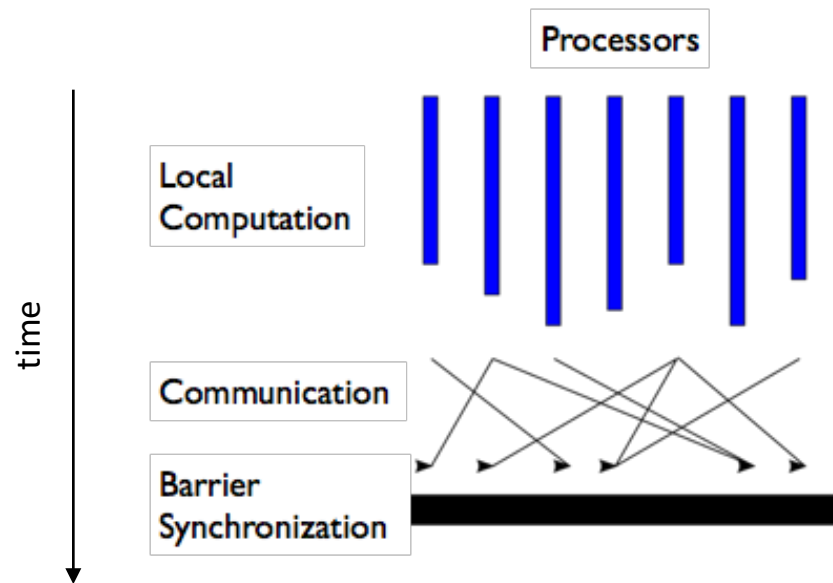 Processors
Local
Computation
time
Communication
Barrier
Synchronization